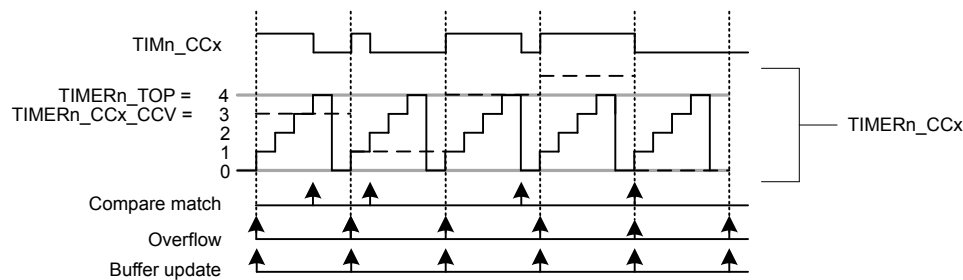 TIMn_CCx
TIMERn_TOP = 4
TIMERn_CCx_CCV = 3
2
1
0
TIMERn_CCx
Compare match
Overflow
Buffer update